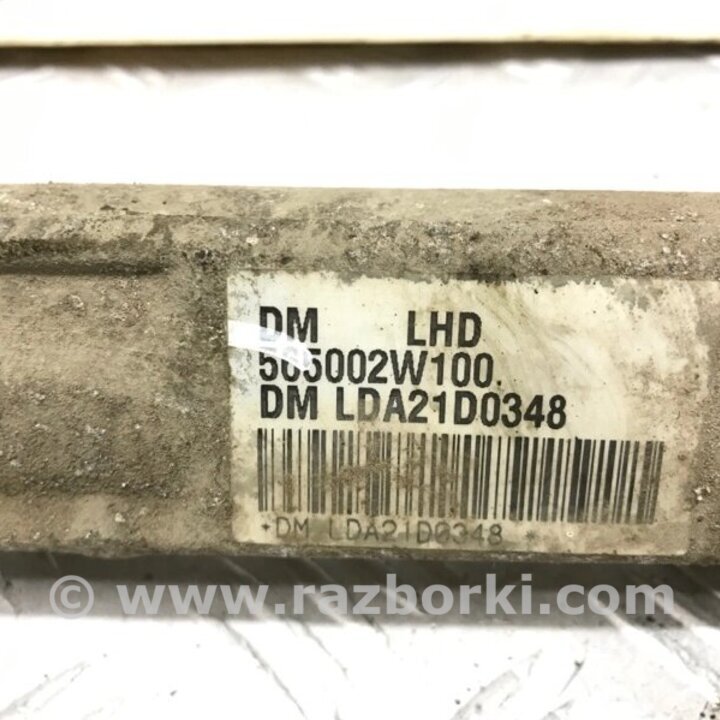 DM LHD
565002W100
DM LDA21D0348
*DM LDA21D0348 *
© www.razborki.com